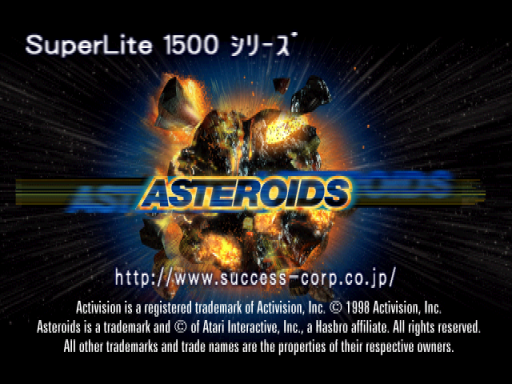 SuperLite 1500 シリーズ
ASTEROIDS
http://www.success-corp.co.jp/
Activision is a registered trademark of Activision, Inc. © 1998 Activision, Inc.
Asteroids is a trademark and © of Atari Interactive, Inc., a Hasbro affiliate. All rights reserved.
All other trademarks and trade names are the properties of their respective owners.